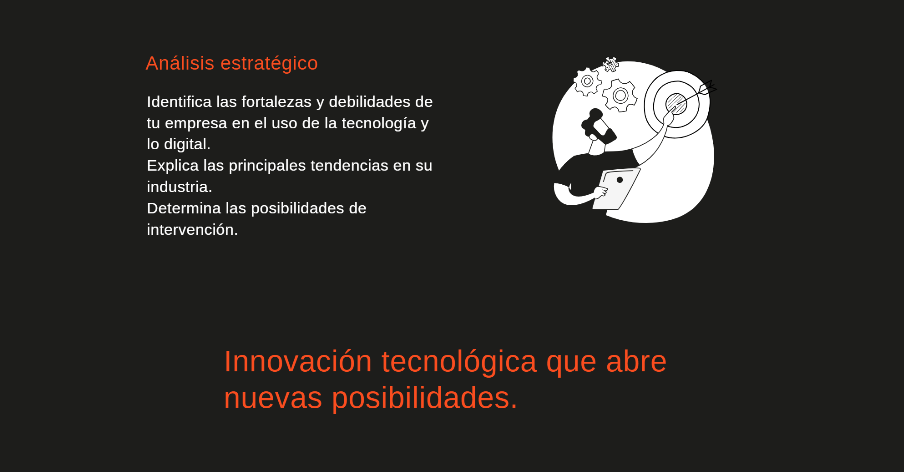 Análisis estratégico
Identifica las fortalezas y debilidades de
tu empresa en el uso de la tecnología y
lo digital.
Explica las principales tendencias en su
industria.
Determina las posibilidades de
intervención.
Innovación tecnológica que abre
nuevas posibilidades.